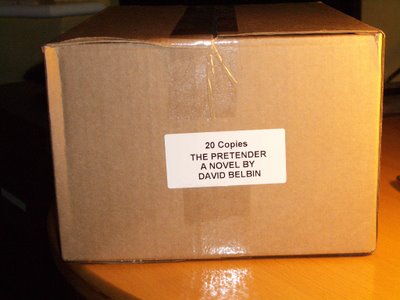 20 Copies
THE PRETENDER
A NOVEL BY
DAVID BELBIN